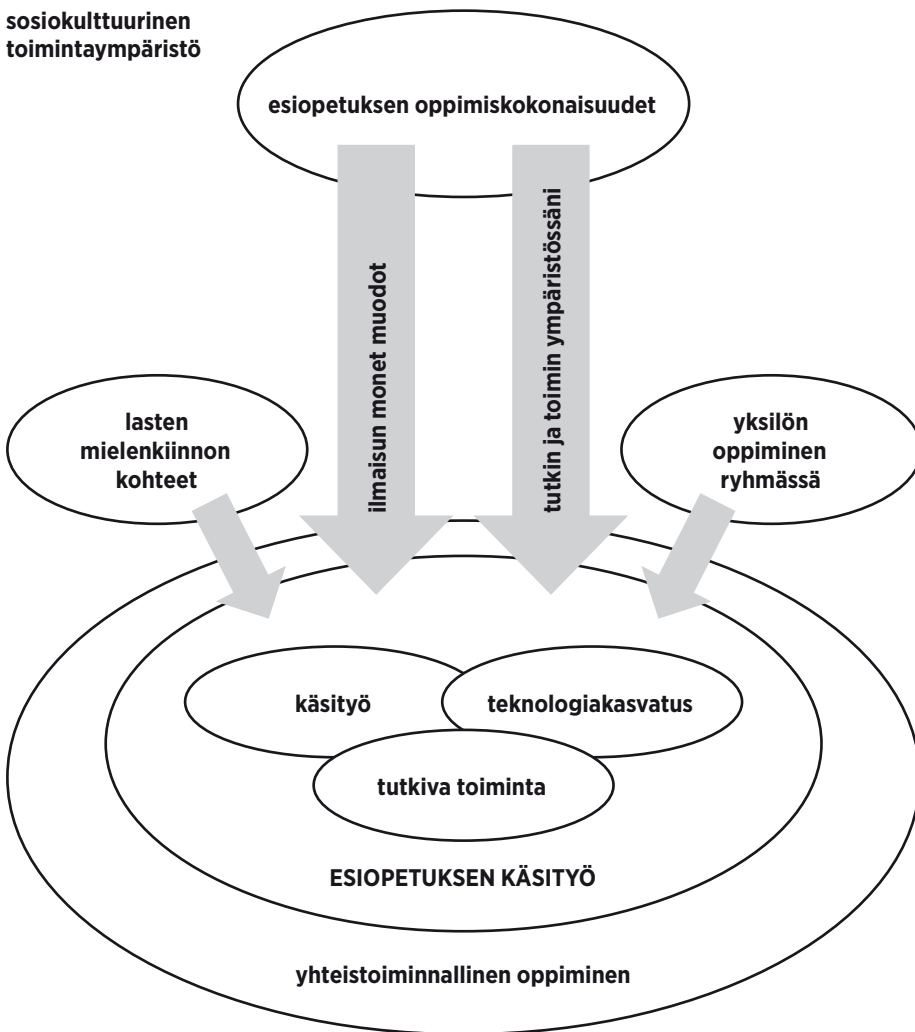 sosiokulttuurinen
toimintaympäristö
esiopetuksen oppimiskokonaisuudet
ilmaisun monet muodot
tutkin ja toimin ympäristössäni
lasten
mielenkiinnon
kohteet
yksilön
oppiminen
ryhmässä
käsityö
teknologiakasvatus
tutkiva toiminta
ESIOPETUKSEN KÄSITYÖ
yhteistoiminnallinen oppiminen